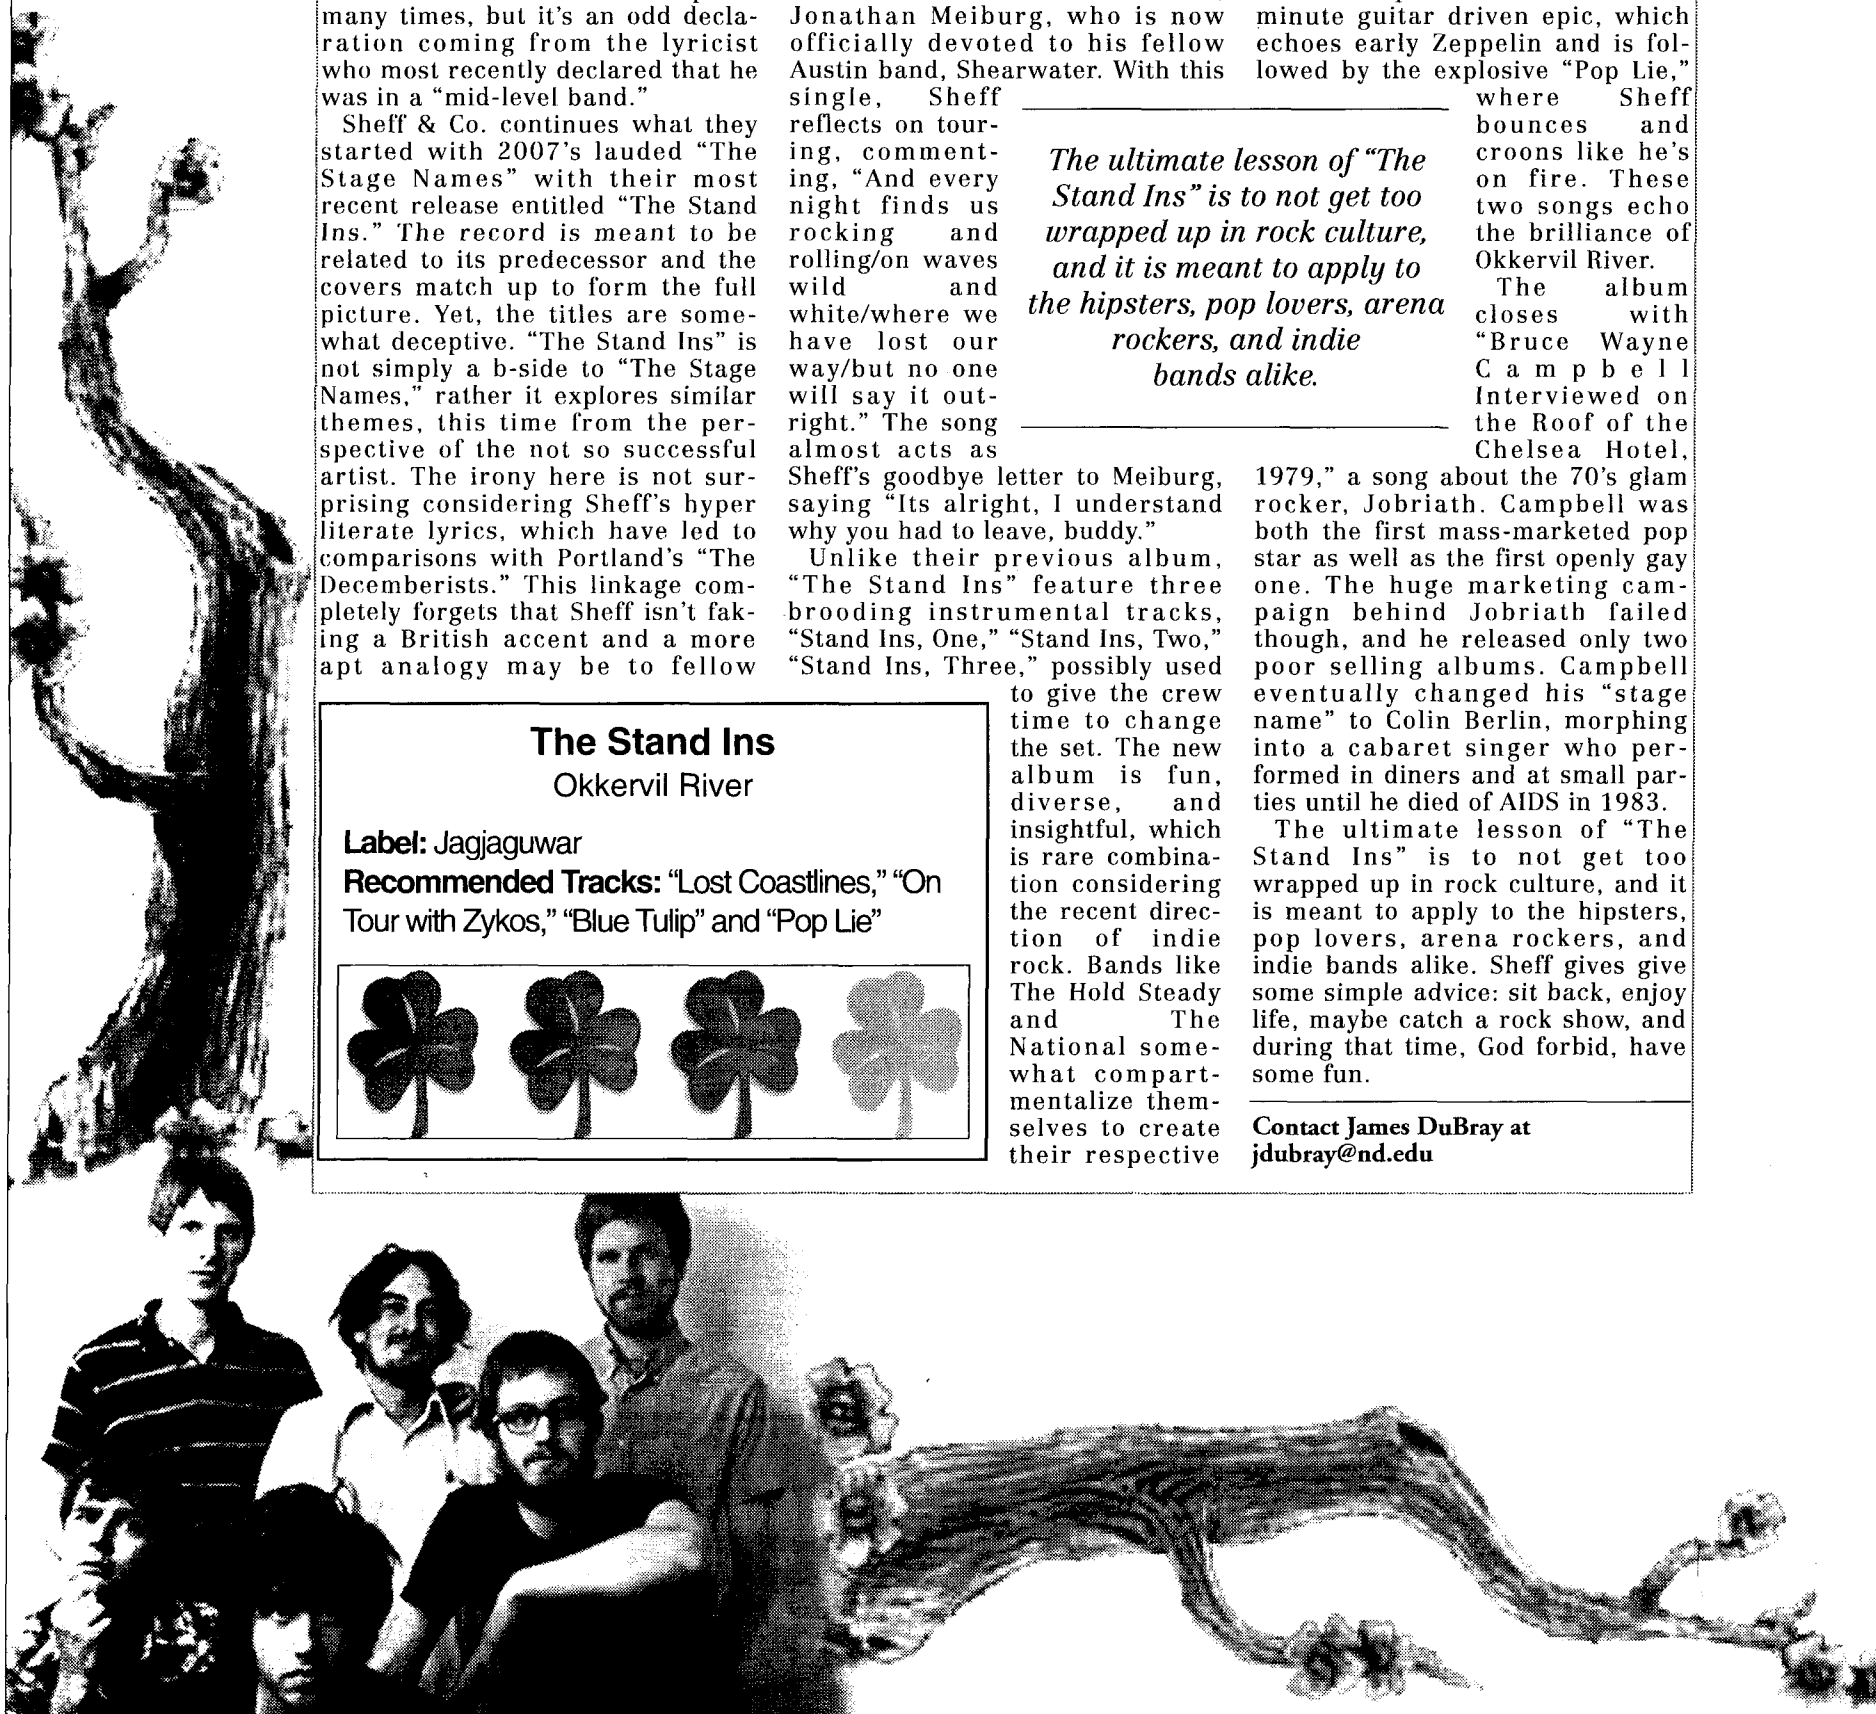 many times, but it's an odd decla-
ration coming from the lyricist
who most recently declared that he
was in a “mid-level band.”
Sheff & Co. continues what they
started with 2007's lauded “The
Stage Names” with their most
recent release entitled “The Stand
Ins.” The record is meant to be
related to its predecessor and the
covers match up to form the full
picture. Yet, the titles are some-
what deceptive. “The Stand Ins” is
not simply a b-side to “The Stage
Names,” rather it explores similar
themes, this time from the per-
spective of the not so successful
artist. The irony here is not sur-
prising considering Sheff's hyper
literate lyrics, which have led to
comparisons with Portland's “The
Decemberists.” This linkage com-
pletely forgets that Sheff isn't fak-
ing a British accent and a more
apt analogy may be to fellow
Jonathan Meiburg, who is now
officially devoted to his fellow
Austin band, Shearwater. With this
single, Sheff
reflects on tour-
ing, comment-
ing, “And every
night finds us
rocking and
rolling/on waves
wild and
white/where we
have lost our
way/but no one
will say it out-
right.” The song
almost acts as
Sheff's goodbye letter to Meiburg,
saying “Its alright, I understand
why you had to leave, buddy.”
Unlike their previous album,
“The Stand Ins” feature three
brooding instrumental tracks,
“Stand Ins, One,” “Stand Ins, Two,”
“Stand Ins, Three,” possibly used
to give the crew
time to change
the set. The new
album is fun,
diverse, and
insightful, which
is rare combina-
tion considering
the recent direc-
tion of indie
rock. Bands like
The Hold Steady
and The
National some-
what compart-
mentalize them-
selves to create
their respective
minute guitar driven epic, which
echoes early Zeppelin and is fol-
lowed by the explosive “Pop Lie,”
where Sheff
bounces and
croons like he's
on fire. These
two songs echo
the brilliance of
Okkervil River.
The album
closes with
“Bruce Wayne
Campbell
Interviewed on
the Roof of the
Chelsea Hotel,
1979,” a song about the 70's glam
rocker, Jobriath. Campbell was
both the first mass-marketed pop
star as well as the first openly gay
one. The huge marketing cam-
paign behind Jobriath failed
though, and he released only two
poor selling albums. Campbell
eventually changed his “stage
name” to Colin Berlin, morphing
into a cabaret singer who per-
formed in diners and at small par-
ties until he died of AIDS in 1983.
The ultimate lesson of “The
Stand Ins” is to not get too
wrapped up in rock culture, and it
is meant to apply to the hipsters,
pop lovers, arena rockers, and
indie bands alike. Sheff gives give
some simple advice: sit back, enjoy
life, maybe catch a rock show, and
during that time, God forbid, have
some fun.
Contact James DuBray at
jdubray@nd.edu
The ultimate lesson of “The
Stand Ins” is to not get too
wrapped up in rock culture,
and it is meant to apply to
the hipsters, pop lovers, arena
rockers, and indie
bands alike.
The Stand Ins
Okkervil River
Label: Jagjaguwar
Recommended Tracks: “Lost Coastlines,” “On
Tour with Zykos,” “Blue Tulip” and “Pop Lie”